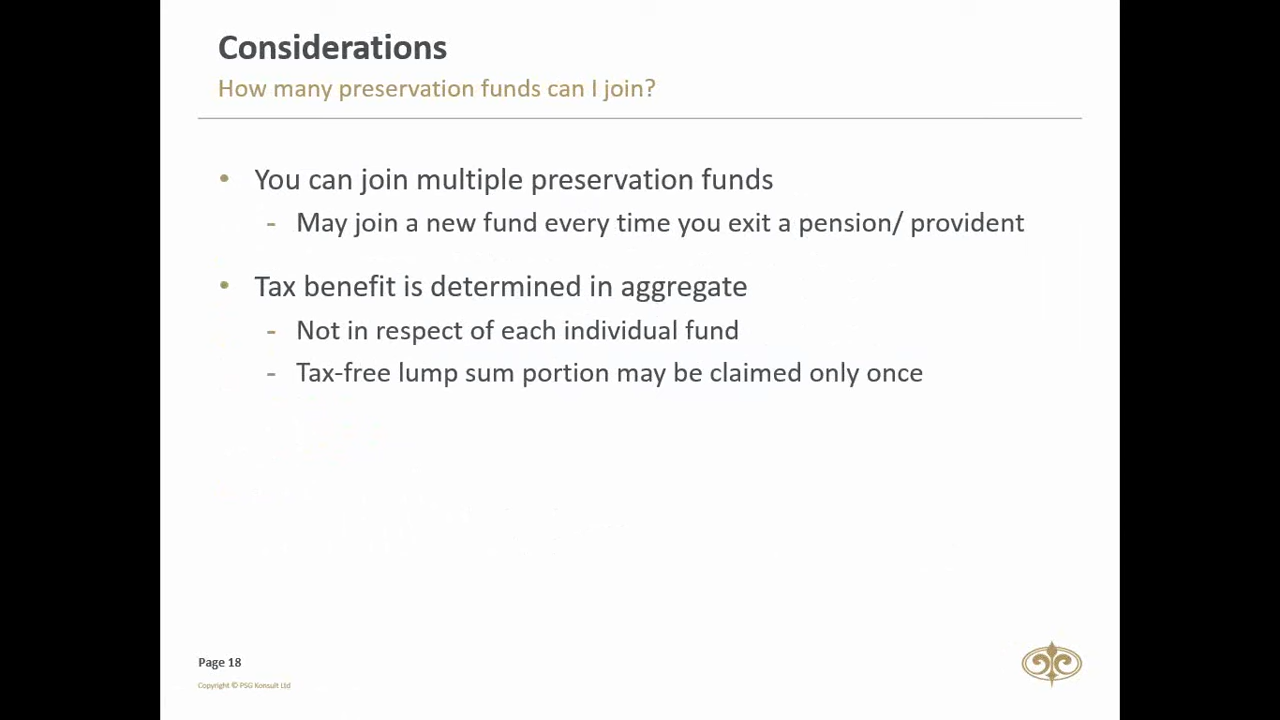 Considerations
How many preservation funds can I join?
• You can join multiple preservation funds
- May join a new fund every time you exit a pension/ provident
• Tax benefit is determined in aggregate
- Not in respect of each individual fund
- Tax-free lump sum portion may be claimed only once
Page 18
Copyright © PSG Konsult Ltd